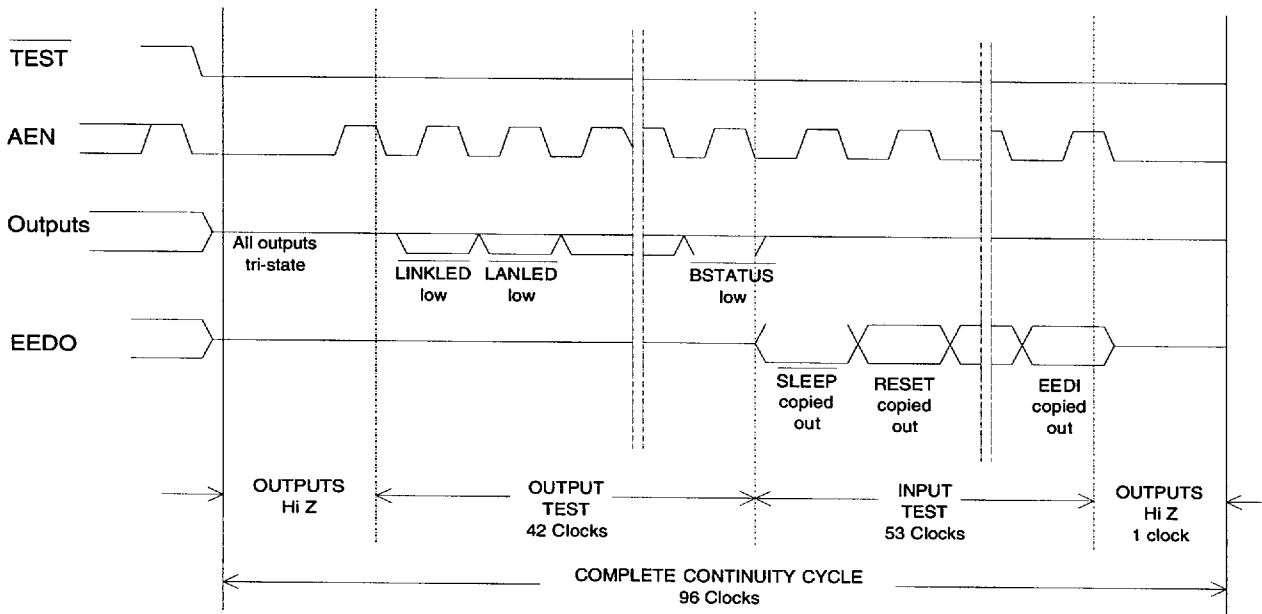 TEST
AEN
Outputs
All outputs
tri-state
LINKLED
low
LANLED
low
BSTATUS
low
EEDO
SLEEP
copied
out
RESET
copied
out
EEDI
copied
out
OUTPUTS
Hi Z
OUTPUT
TEST
42 Clocks
INPUT
TEST
53 Clocks
OUTPUTS
Hi Z
1 clock
COMPLETE CONTINUITY CYCLE
96 Clocks